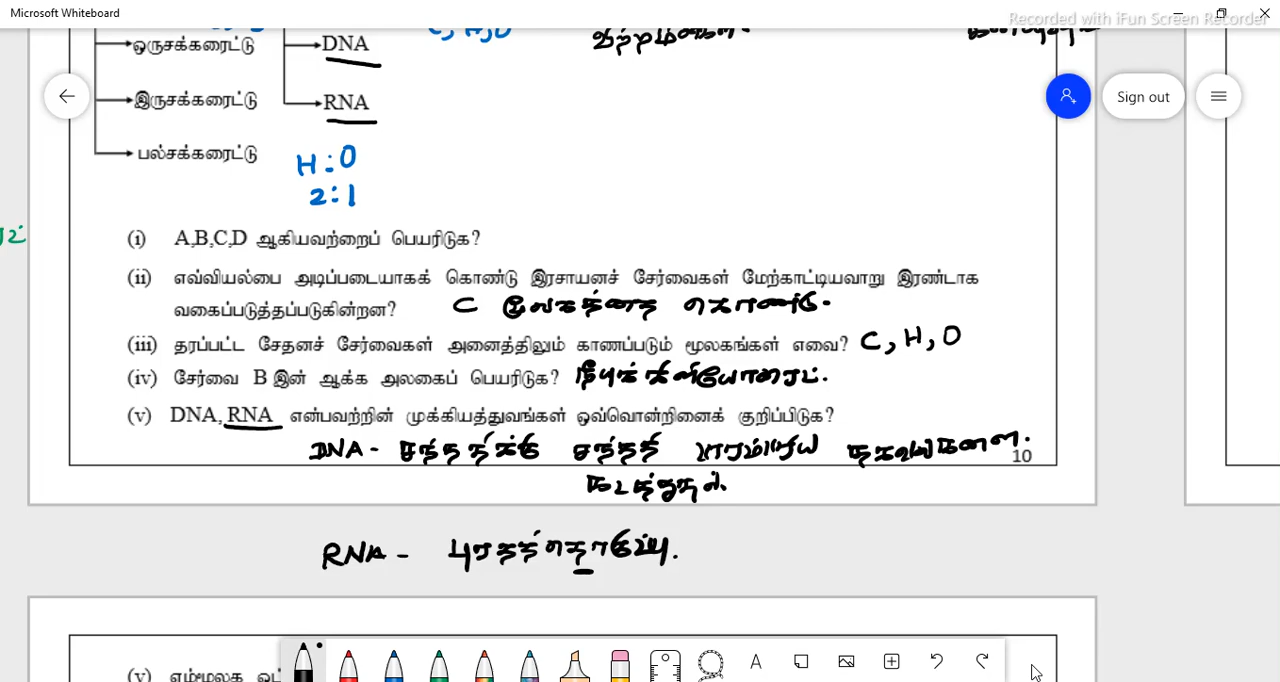 Microsoft Whiteboard
Recorded with iFun Screen Recorder
C, H, O
ஒருசக்கரைட்டு
DNA
Sign out
இருசக்கரைட்டு
RNA
பல்சக்கரைட்டு
H : O
2 : 1
(i) A,B,C,D ஆகியவற்றைப் பெயரிடுக?
(ii) எவ்வியல்பை அடிப்படையாகக் கொண்டு இரசாயனச் சேர்வைகள் மேற்காட்டியவாறு இரண்டாக
வகைப்படுத்தப்படுகின்றன? C மூலகத்தை கொண்டு.
(iii) தரப்பட்ட சேதனச் சேர்வைகள் அனைத்திலும் காணப்படும் மூலகங்கள் எவை? C, H, O
(iv) சேர்வை B இன் ஆக்க அலகைப் பெயரிடுக? நியுக்கிளியோரைட்.
(v) DNA, RNA என்பவற்றின் முக்கியத்துவங்கள் ஒவ்வொன்றினைக் குறிப்பிடுக?
DNA - சந்ததிக்கு சந்ததி பாரம்பரிய தகவல்களை.
10
கடத்துதல்.
RNA - புரதத்தொகுப்பு.
(v)